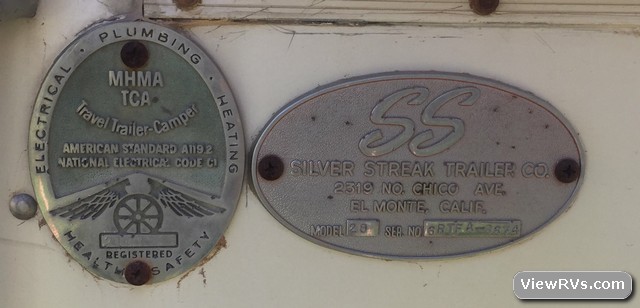 ELECTRICAL · PLUMBING · HEATING
MHMA
TCA
Travel Trailer-Camper
AMERICAN STANDARD A119.2
NATIONAL ELECTRICAL CODE C1
REGISTERED
HEALTH SAFETY
SS
SILVER STREAK TRAILER CO.
2319 NO. CHICO AVE.
EL MONTE, CALIF.
MODEL 28 SER. NO.
ViewRVs.com